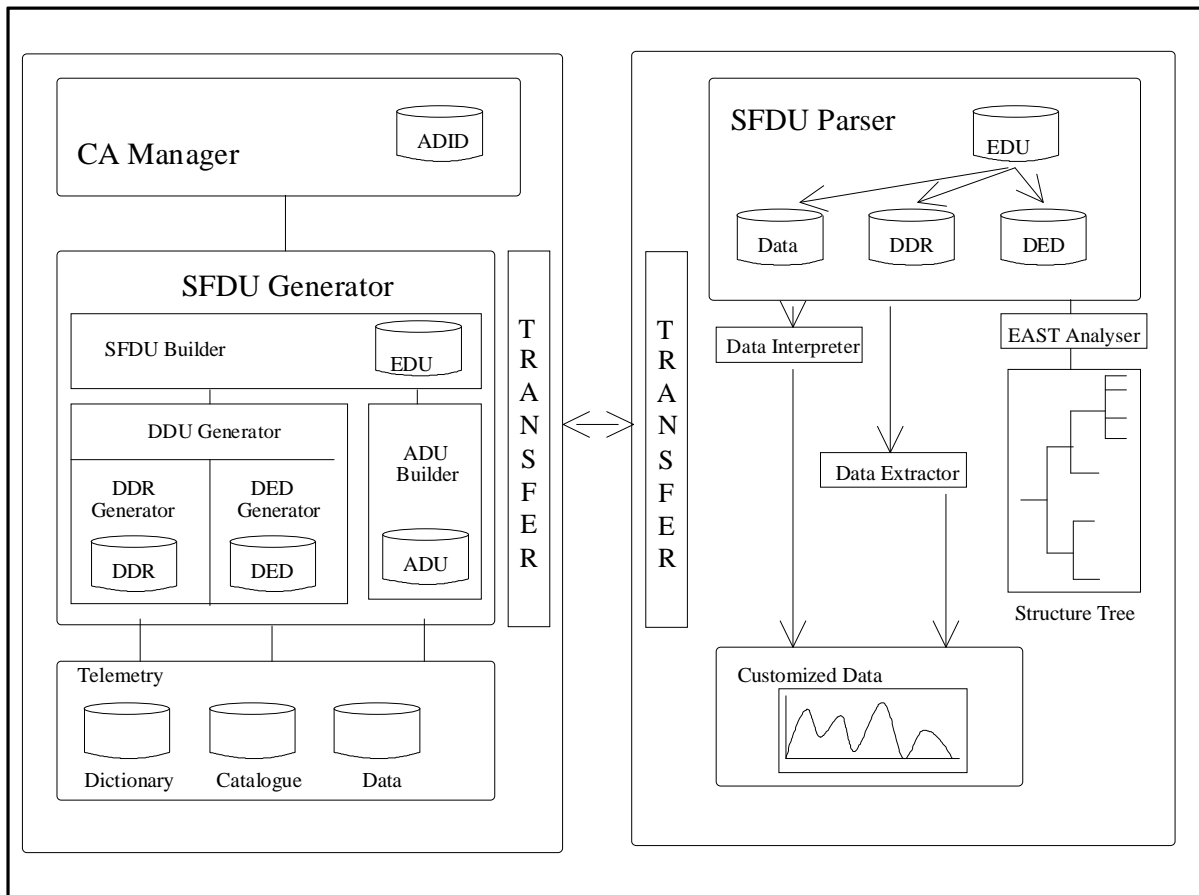 CA Manager
ADID
SFDU Generator
SFDU Builder
EDU
DDU Generator
DDR
Generator
DED
Generator
DDR
DED
ADU
Builder
ADU
TRANSFER
Telemetry
Dictionary
Catalogue
Data
TRANSFER
SFDU Parser
EDU
Data
DDR
DED
Data Interpreter
EAST Analyser
Data Extractor
Structure Tree
Customized Data